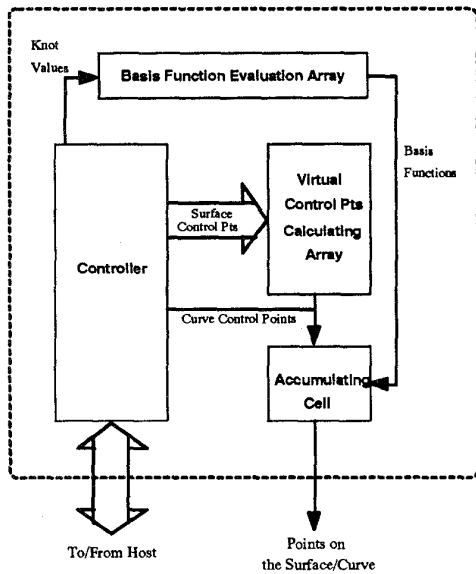 Knot
Values
Basis Function Evaluation Array
Basis
Functions
Virtual
Control Pts
Calculating
Array
Surface
Control Pts
Controller
Curve Control Points
Accumulating
Cell
To/From Host
Points on
the Surface/Curve